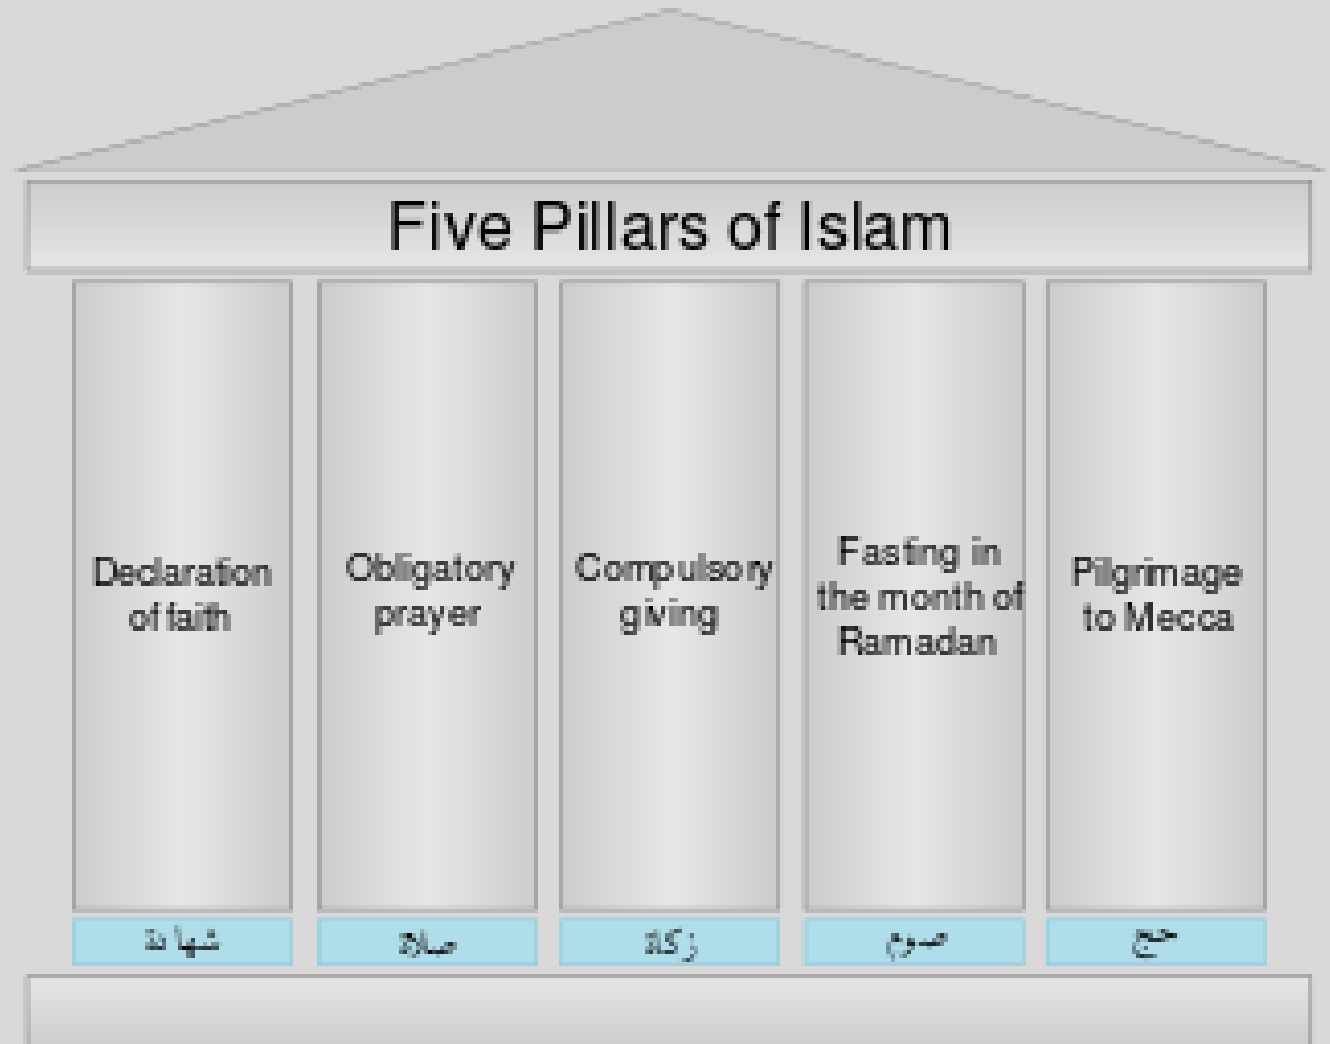 Five Pillars of Islam
Declaration
of faith
Obligatory
prayer
Compulsory
giving
Fasting in
the month of
Ramadan
Pilgrimage
to Mecca
شهادة
صلاة
زكاة
صوم
حج